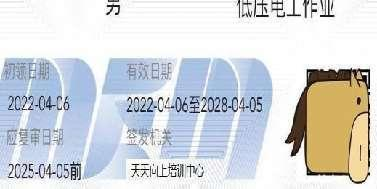 男 低压电工作业
初领日期 有效日期
2022-04-06 2022-04-06至2028-04-05
应复审日期 签发机关
2025-04-05前 天天向上培训中心